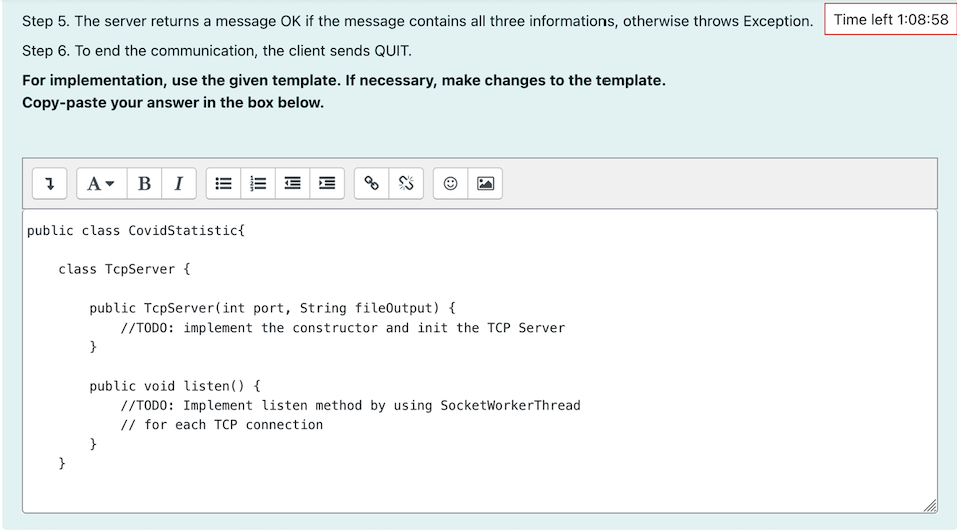 Step 5. The server returns a message OK if the message contains all three informations, otherwise throws Exception.
Time left 1:08:58
Step 6. To end the communication, the client sends QUIT.
For implementation, use the given template. If necessary, make changes to the template.
Copy-paste your answer in the box below.
A B I
public class CovidStatistic{
class TcpServer {
public TcpServer(int port, String fileOutput) {
//TODO: implement the constructor and init the TCP Server
}
public void listen() {
//TODO: Implement listen method by using SocketWorkerThread
// for each TCP connection
}
}